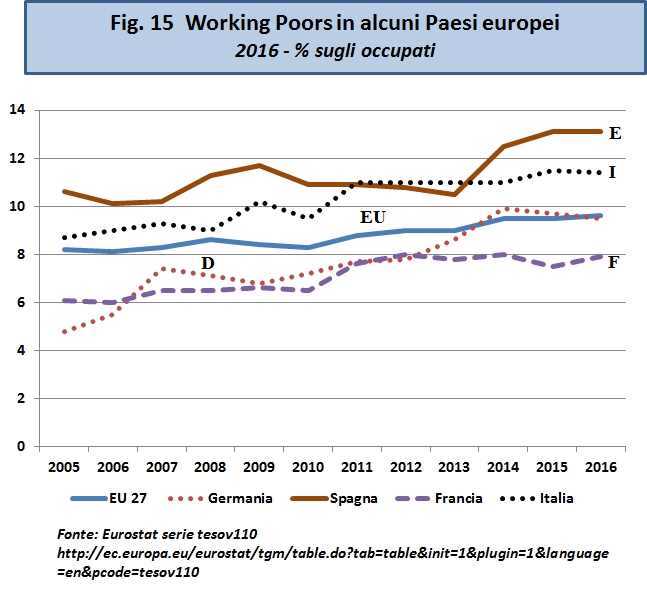 Fig. 15 Working Poors in alcuni Paesi europei
2016 - % sugli occupati
14
12
10
8
6
4
2
0
E
I
EU
D
F
2005 2006 2007 2008 2009 2010 2011 2012 2013 2014 2015 2016
EU 27 Germania Spagna Francia Italia
Fonte: Eurostat serie tesov110
http://ec.europa.eu/eurostat/tgm/table.do?tab=table&init=1&plugin=1&language
=en&pcode=tesov110